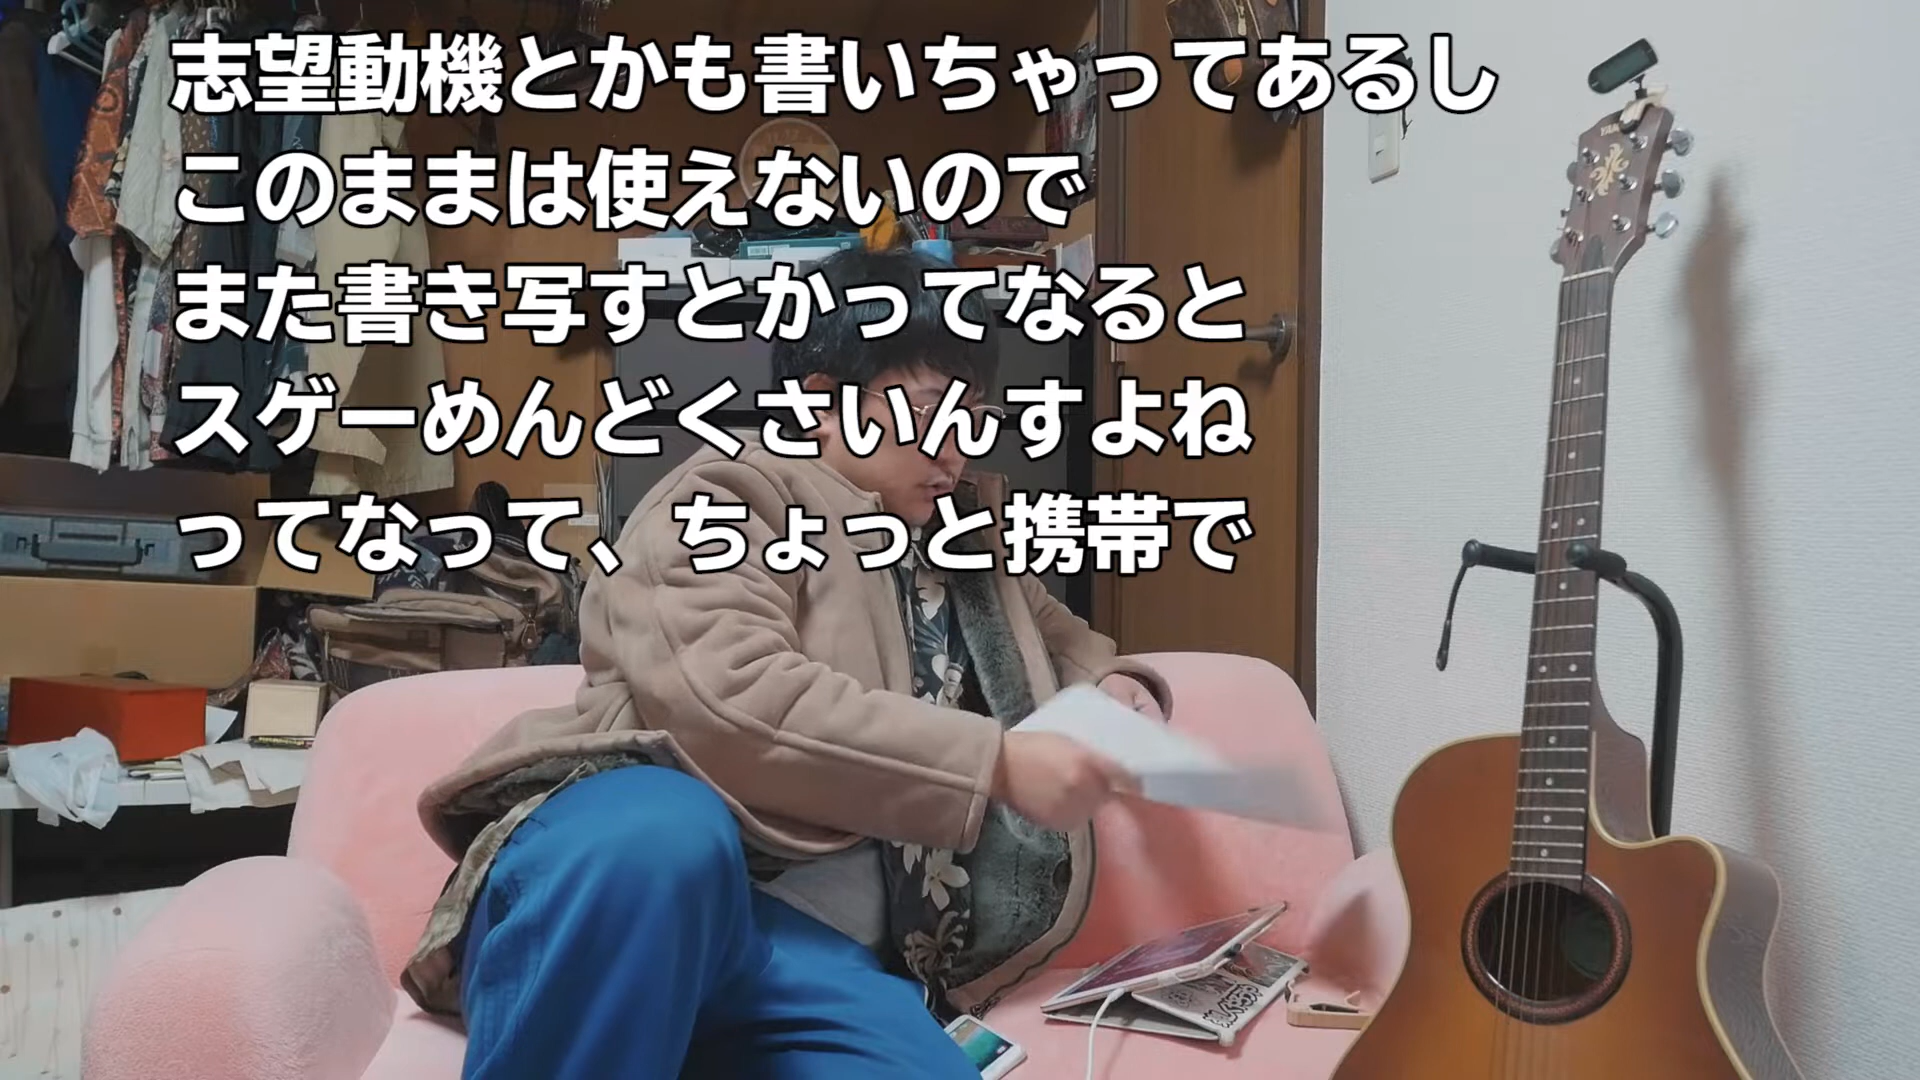 志望動機とかも書いちゃってあるし
このままは使えないので
また書き写すとかってなると
スゲーめんどくさいんすよね
ってなって、ちょっと携帯で